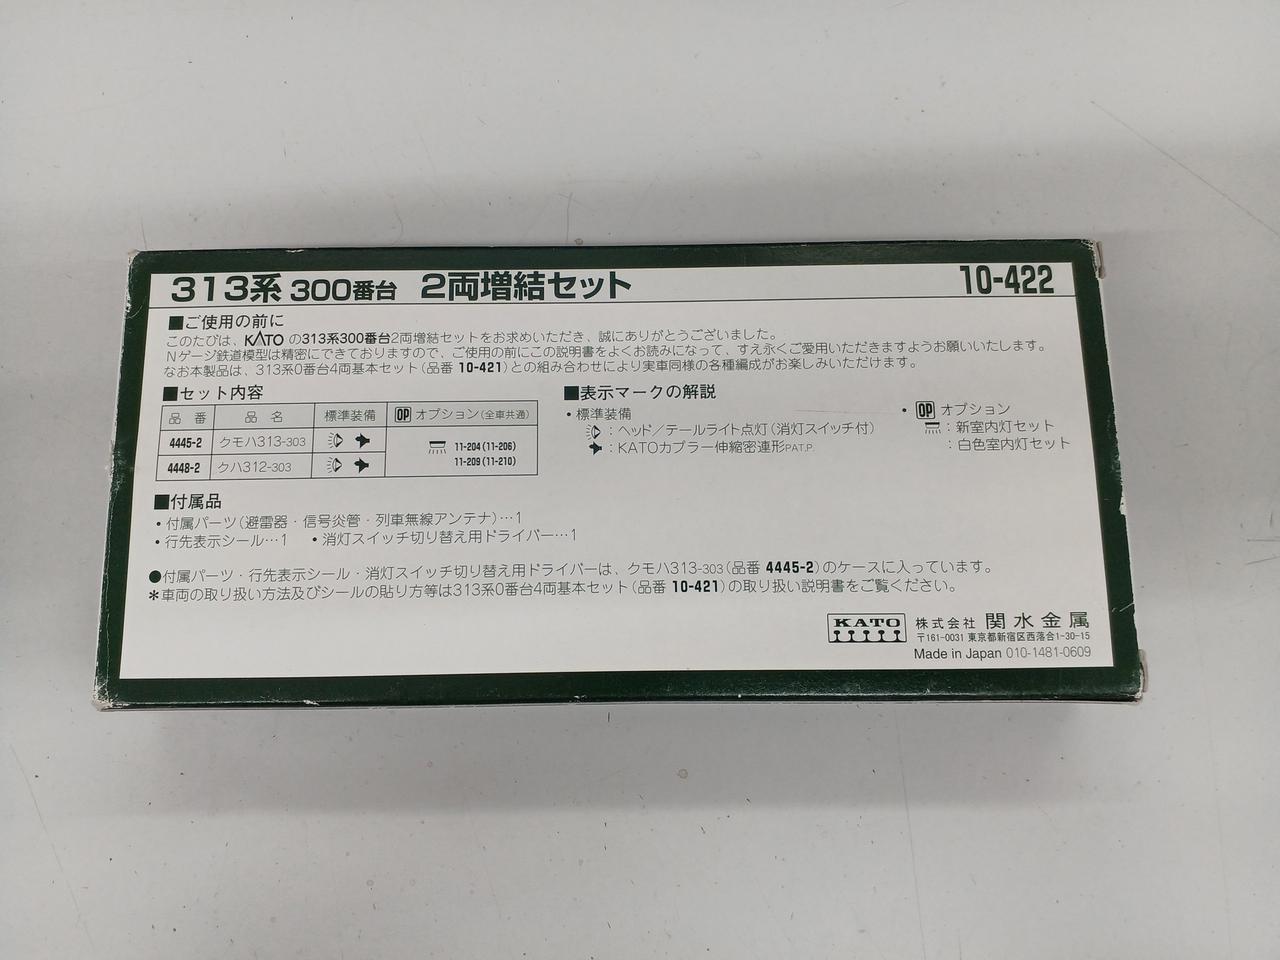 313系 300番台 2両増結セット
10-422
■ご使用の前に
このたびは、KATOの313系300番台2両増結セットをお求めいただき、誠にありがとうございました。
Nゲージ鉄道模型は精密にできておりますので、ご使用の前にこの説明書をよくお読みになって、すえ永くご愛用いただきますようお願いいたします。
なお本製品は、313系0番台4両基本セット(品番 10-421)との組み合わせにより実車同様の各種編成がお楽しみいただけます。
■セット内容
品 番 品 名 標準装備 OP オプション(全車共通)
4445-2 クモハ313-303
4448-2 クハ312-303
11-204(11-206)
11-209(11-210)
■表示マークの解説
・標準装備
:ヘッド/テールライト点灯(消灯スイッチ付)
:KATOカプラー伸縮密連形PAT.P.
・OP オプション
:新室内灯セット
:白色室内灯セット
■付属品
・付属パーツ(避雷器・信号炎管・列車無線アンテナ)…1
・行先表示シール…1 ・消灯スイッチ切り替え用ドライバー…1
●付属パーツ・行先表示シール・消灯スイッチ切り替え用ドライバーは、クモハ313-303(品番 4445-2)のケースに入っています。
＊車両の取り扱い方法及びシールの貼り方等は313系0番台4両基本セット(品番 10-421)の取り扱い説明書をご覧ください。
KATO 株式会社 関水金属
〒161-0031 東京都新宿区西落合1-30-15
Made in Japan 010-1481-0609